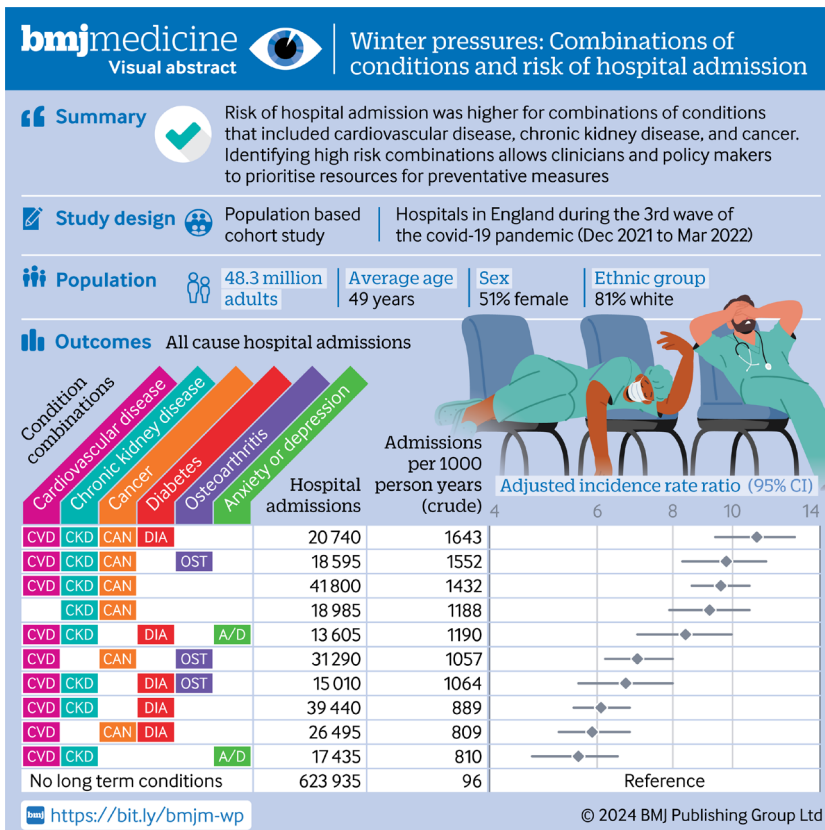 bmjmedicine
Visual abstract
Winter pressures: Combinations of
conditions and risk of hospital admission
Summary
Risk of hospital admission was higher for combinations of conditions
that included cardiovascular disease, chronic kidney disease, and cancer.
Identifying high risk combinations allows clinicians and policy makers
to prioritise resources for preventative measures
Study design
Population based
cohort study
Hospitals in England during the 3rd wave of
the covid-19 pandemic (Dec 2021 to Mar 2022)
Population
48.3 million
adults
Average age
49 years
Sex
51% female
Ethnic group
81% white
Outcomes All cause hospital admissions
Condition
combinations
Cardiovascular disease
Chronic kidney disease
Cancer
Diabetes
Osteoarthritis
Anxiety or depression
Hospital
admissions
Admissions
per 1000
person years
(crude)
Adjusted incidence rate ratio (95% CI)
4 6 8 10 14
CVD CKD CAN DIA 20 740 1643
CVD CKD CAN OST 18 595 1552
CVD CKD CAN 41 800 1432
CKD CAN 18 985 1188
CVD CKD DIA A/D 13 605 1190
CVD CAN OST 31 290 1057
CVD CKD DIA OST 15 010 1064
CVD CKD DIA 39 440 889
CVD CAN DIA 26 495 809
CVD CKD A/D 17 435 810
No long term conditions 623 935 96 Reference
bmj https://bit.ly/bmjm-wp
© 2024 BMJ Publishing Group Ltd